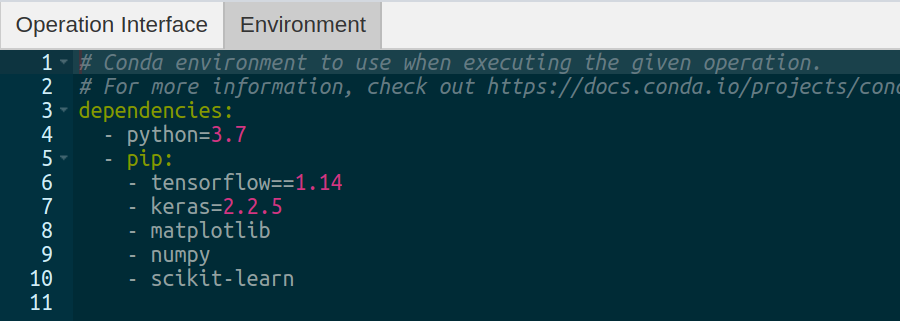 Operation Interface Environment
1 # Conda environment to use when executing the given operation.
2 # For more information, check out https://docs.conda.io/projects/cond
3 dependencies:
4 - python=3.7
5 - pip:
6 - tensorflow==1.14
7 - keras=2.2.5
8 - matplotlib
9 - numpy
10 - scikit-learn
11